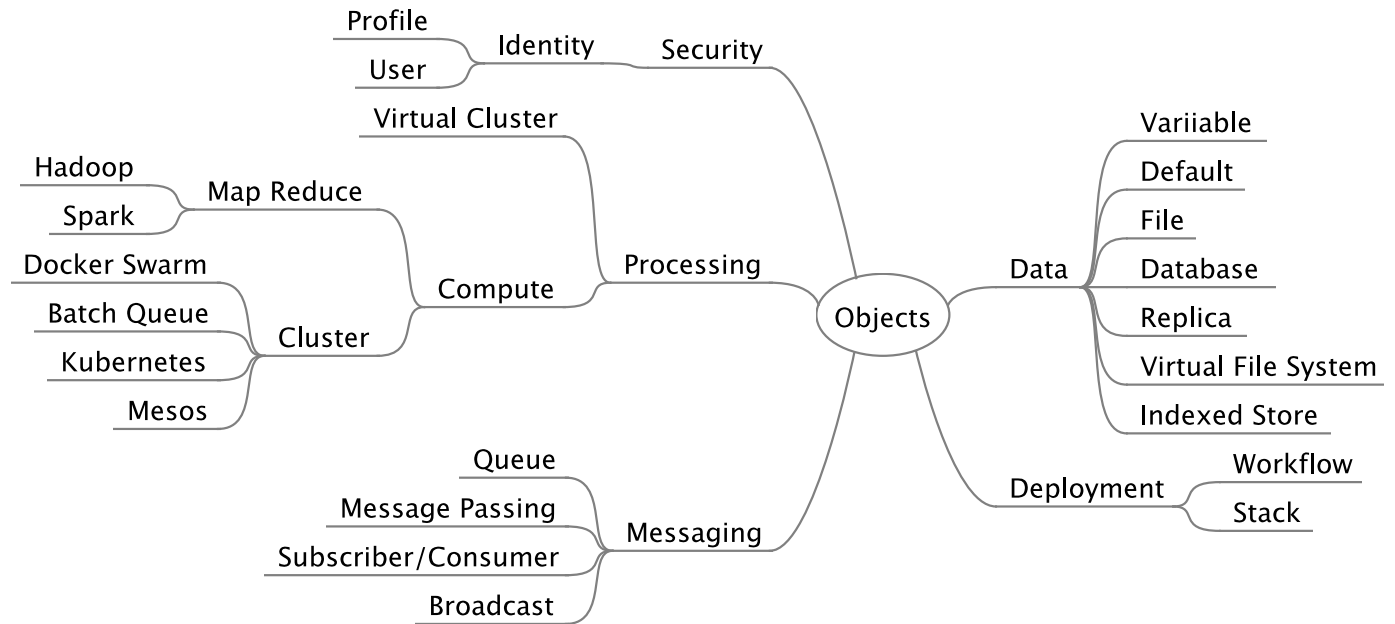 Profile
Identity
Security
User
Virtual Cluster
Hadoop
Map Reduce
Spark
Docker Swarm
Processing
Compute
Batch Queue
Cluster
Kubernetes
Mesos
Objects
Variiable
Default
File
Data
Database
Replica
Virtual File System
Indexed Store
Queue
Message Passing
Messaging
Subscriber/Consumer
Broadcast
Workflow
Deployment
Stack